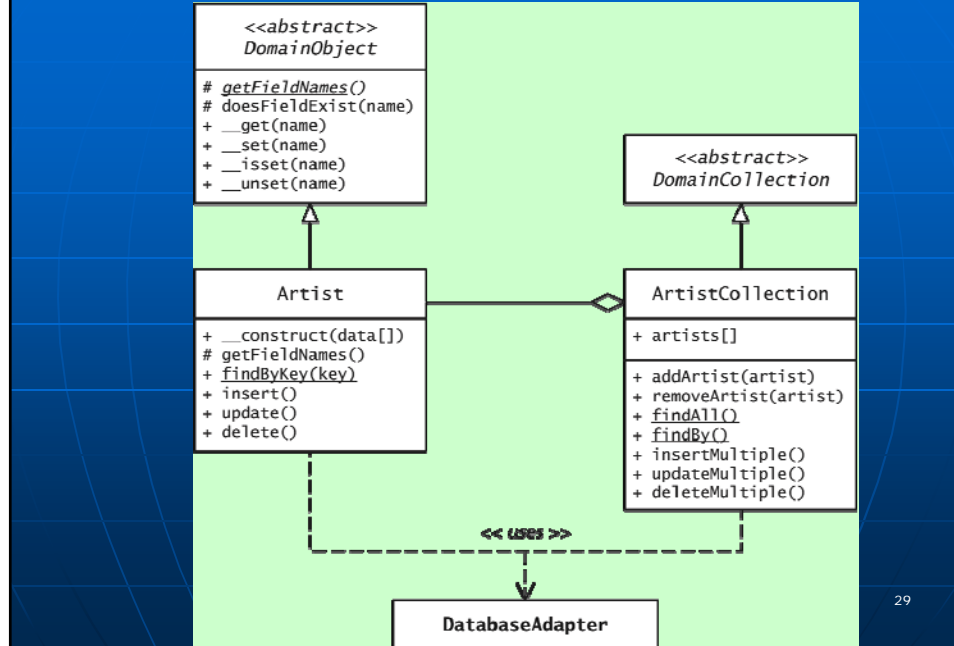 <<abstract>>
DomainObject
# getFieldNames()
# doesFieldExist(name)
+ __get(name)
+ __set(name)
+ __isset(name)
+ __unset(name)
<<abstract>>
DomainCollection
Artist
+ __construct(data[])
# getFieldNames()
+ findByKey(key)
+ insert()
+ update()
+ delete()
ArtistCollection
+ artists[]
+ addArtist(artist)
+ removeArtist(artist)
+ findAll()
+ findBy()
+ insertMultiple()
+ updateMultiple()
+ deleteMultiple()
<< uses >>
DatabaseAdapter
29